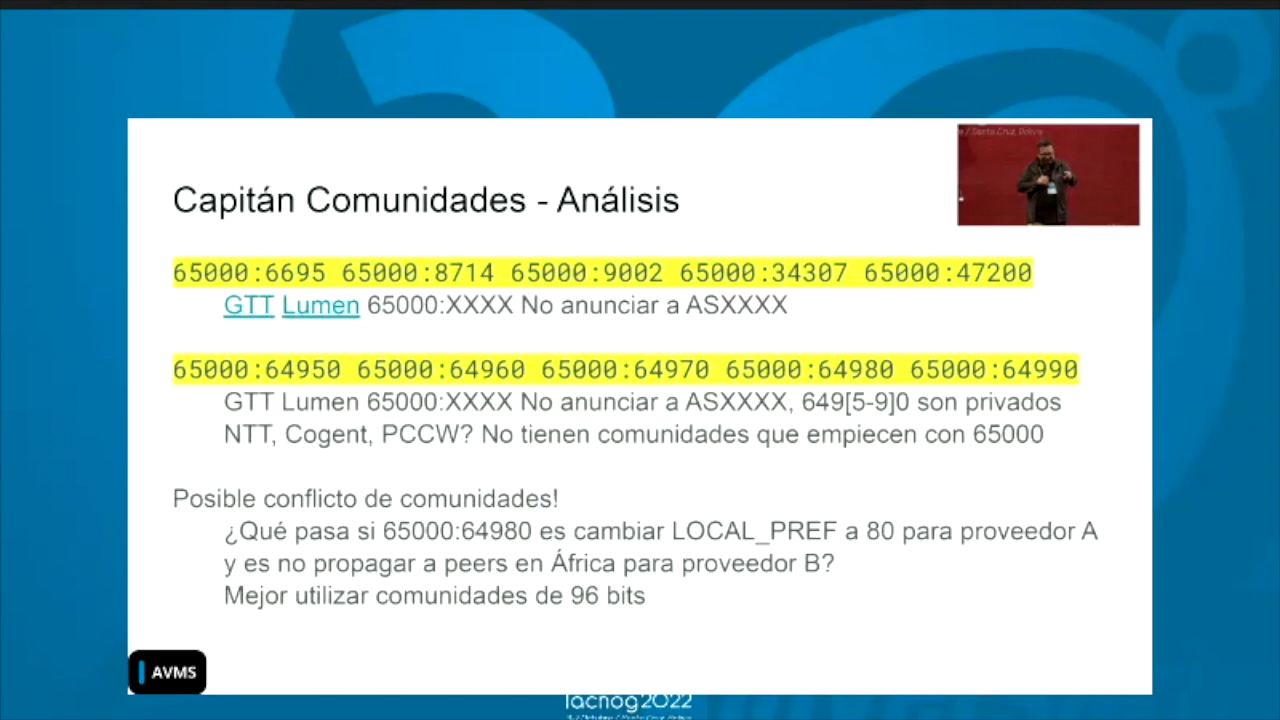 e / Santa Cruz, Bolivi
Capitán Comunidades - Análisis
65000:6695 65000:8714 65000:9002 65000:34307 65000:47200
GTT Lumen 65000:XXXX No anunciar a ASXXXX
65000:64950 65000:64960 65000:64970 65000:64980 65000:64990
GTT Lumen 65000:XXXX No anunciar a ASXXXX, 649[5-9]0 son privados
NTT, Cogent, PCCW? No tienen comunidades que empiecen con 65000
Posible conflicto de comunidades!
¿Qué pasa si 65000:64980 es cambiar LOCAL_PREF a 80 para proveedor A
y es no propagar a peers en África para proveedor B?
Mejor utilizar comunidades de 96 bits
AVMS
lacnog2022